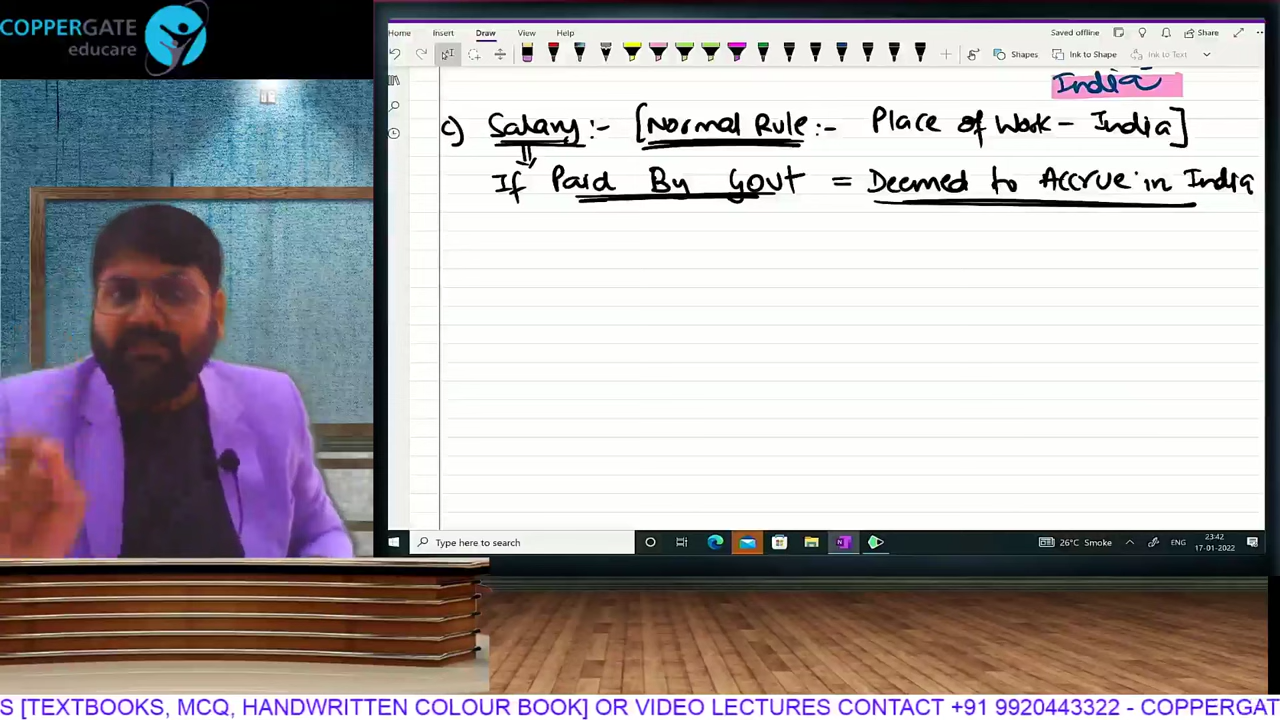 COPPERGATE
educare
Home Insert Draw View Help
Saved offline
Share
Shapes
Ink to Shape
Ink to Text
India
c) Salary :- [Normal Rule :- Place of Work - India]
If Paid By Govt = Deemed to Accrue in India
Type here to search
26°C Smoke
ENG
23:42
17-01-2022
S [TEXTBOOKS, MCQ, HANDWRITTEN COLOUR BOOK] OR VIDEO LECTURES CONTACT +91 9920443322 - COPPERGAT